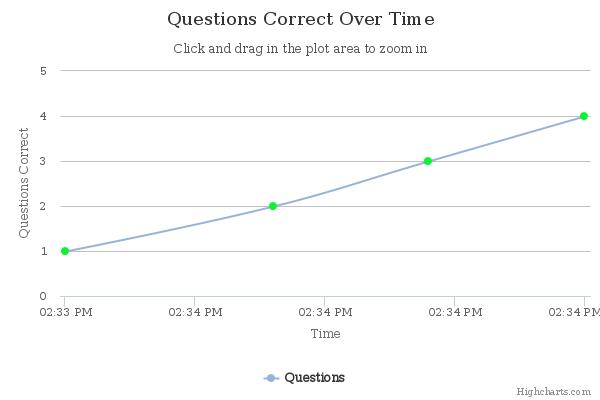 Questions Correct Over Time
Click and drag in the plot area to zoom in
Questions Correct
5
4
3
2
1
0
02:33 PM 02:34 PM 02:34 PM 02:34 PM 02:34 PM
Time
Questions
Highcharts.com